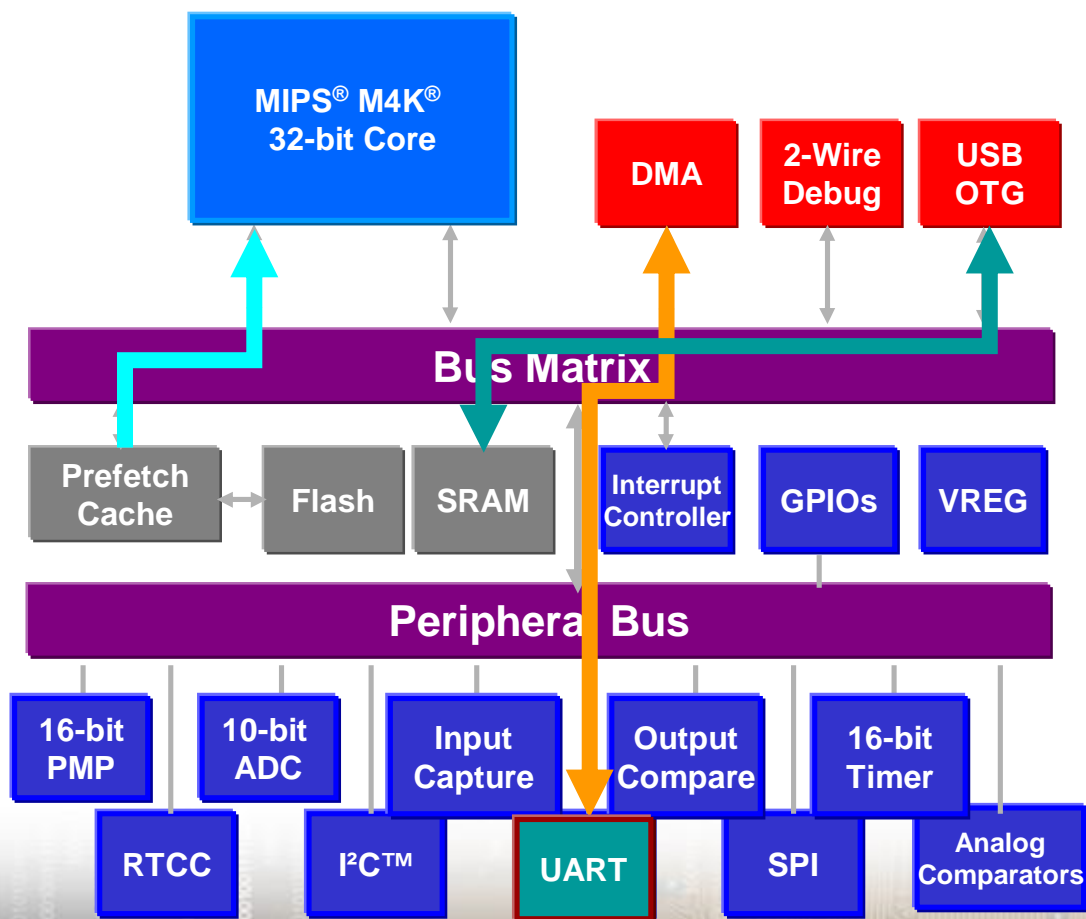 MIPS® M4K®
32-bit Core
DMA
2-Wire
Debug
USB
OTG
Bus Matrix
Prefetch
Cache
Flash
SRAM
Interrupt
Controller
GPIOs
VREG
Peripheral Bus
16-bit
PMP
10-bit
ADC
Input
Capture
Output
Compare
16-bit
Timer
RTCC
I²C™
UART
SPI
Analog
Comparators